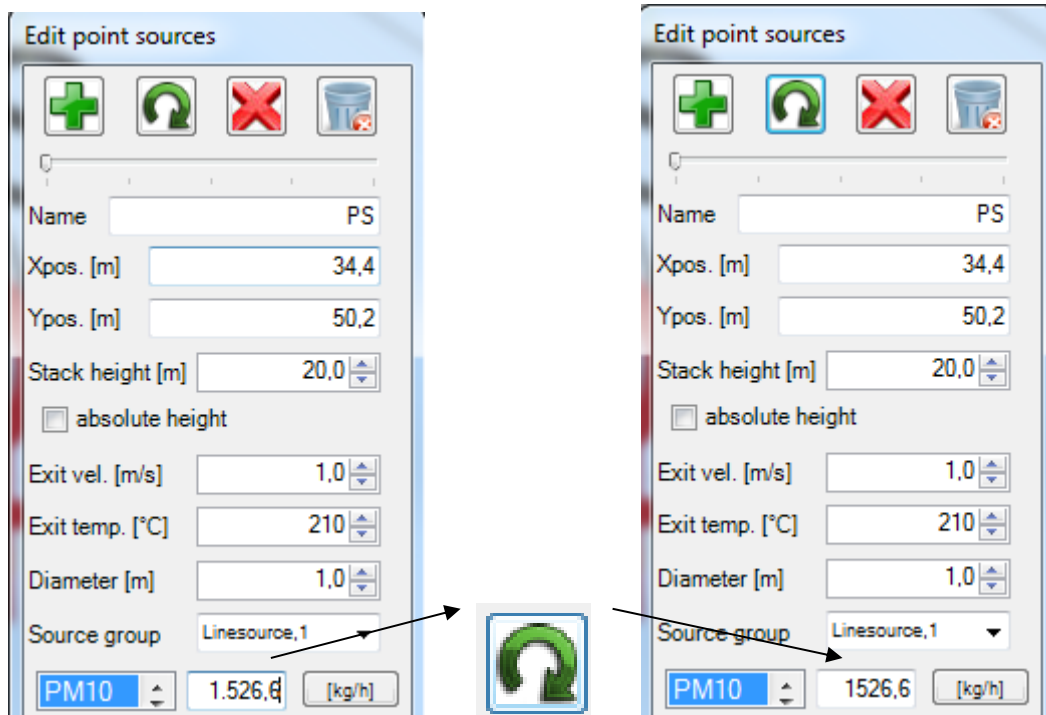 Edit point sources
Name PS
Xpos. [m] 34,4
Ypos. [m] 50,2
Stack height [m] 20,0
absolute height
Exit vel. [m/s] 1,0
Exit temp. [°C] 210
Diameter [m] 1,0
Source group Linesource,1
PM10 1.526,6 [kg/h]
Edit point sources
Name PS
Xpos. [m] 34,4
Ypos. [m] 50,2
Stack height [m] 20,0
absolute height
Exit vel. [m/s] 1,0
Exit temp. [°C] 210
Diameter [m] 1,0
Source group Linesource,1
PM10 1526,6 [kg/h]